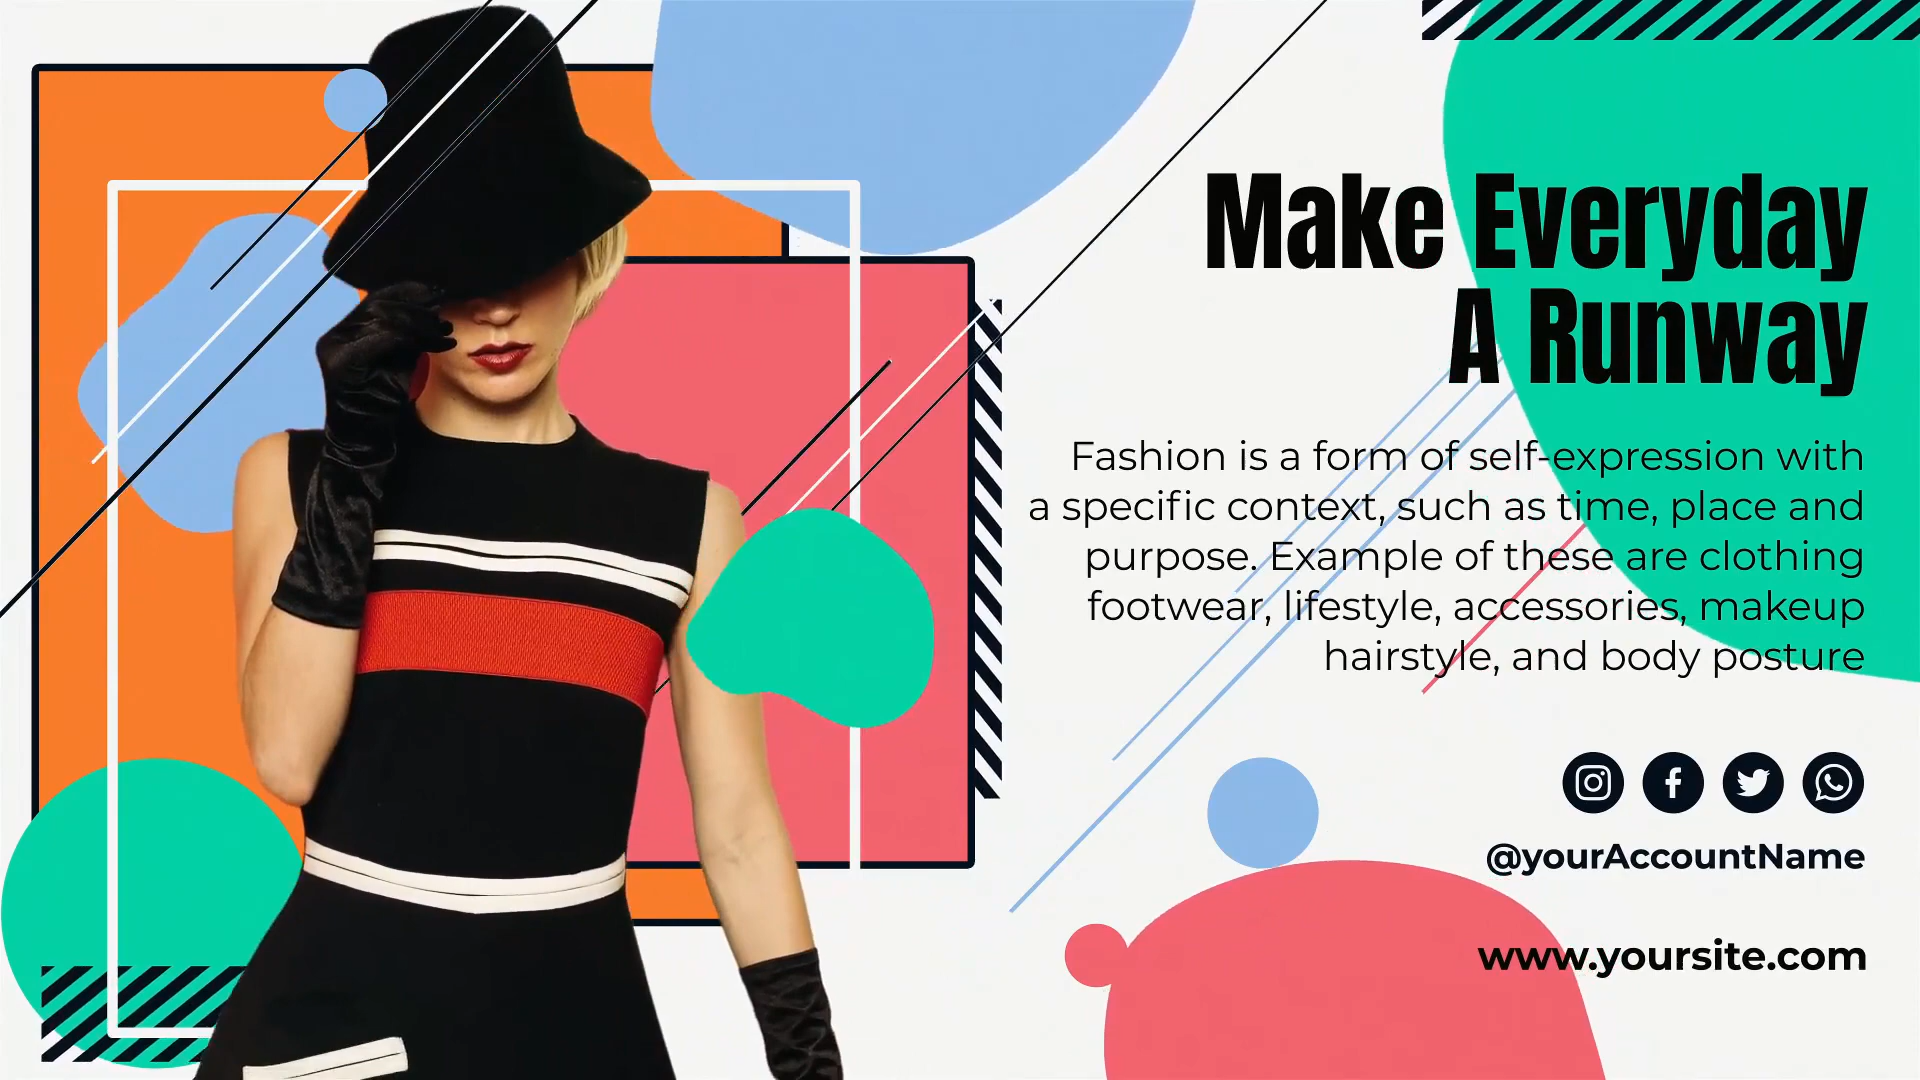 Make Everyday
A Runway
Fashion is a form of self-expression with
a specific context, such as time, place and
purpose. Example of these are clothing
footwear, lifestyle, accessories, makeup
hairstyle, and body posture
@yourAccountName
www.yoursite.com